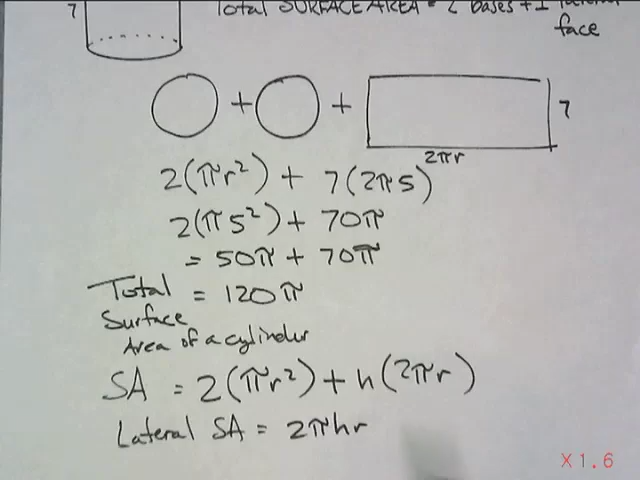 7 Total SURFACE AREA = 2 bases + 1 lateral
face
+ + 7
2πr
2(πr²) + 7(2π5)
2(π5²) + 70π
= 50π + 70π
Total = 120π
Surface
Area of a cylinder
SA = 2(πr²) + h(2πr)
Lateral SA = 2πhr
X1.6